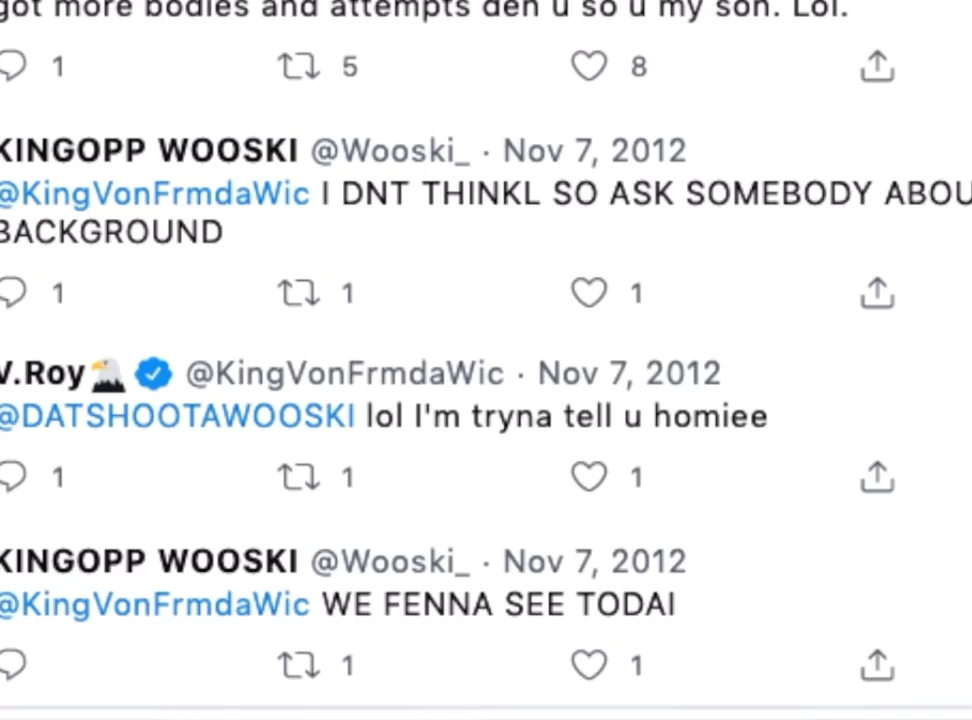 got more bodies and attempts den u so u my son. Lol.
1 5 8
KINGOPP WOOSKI @Wooski_ · Nov 7, 2012
@KingVonFrmdaWic I DNT THINKL SO ASK SOMEBODY ABOU
BACKGROUND
1 1 1
V.Roy🦅 @KingVonFrmdaWic · Nov 7, 2012
@DATSHOOTAWOOSKI lol I'm tryna tell u homiee
1 1 1
KINGOPP WOOSKI @Wooski_ · Nov 7, 2012
@KingVonFrmdaWic WE FENNA SEE TODAI
1 1